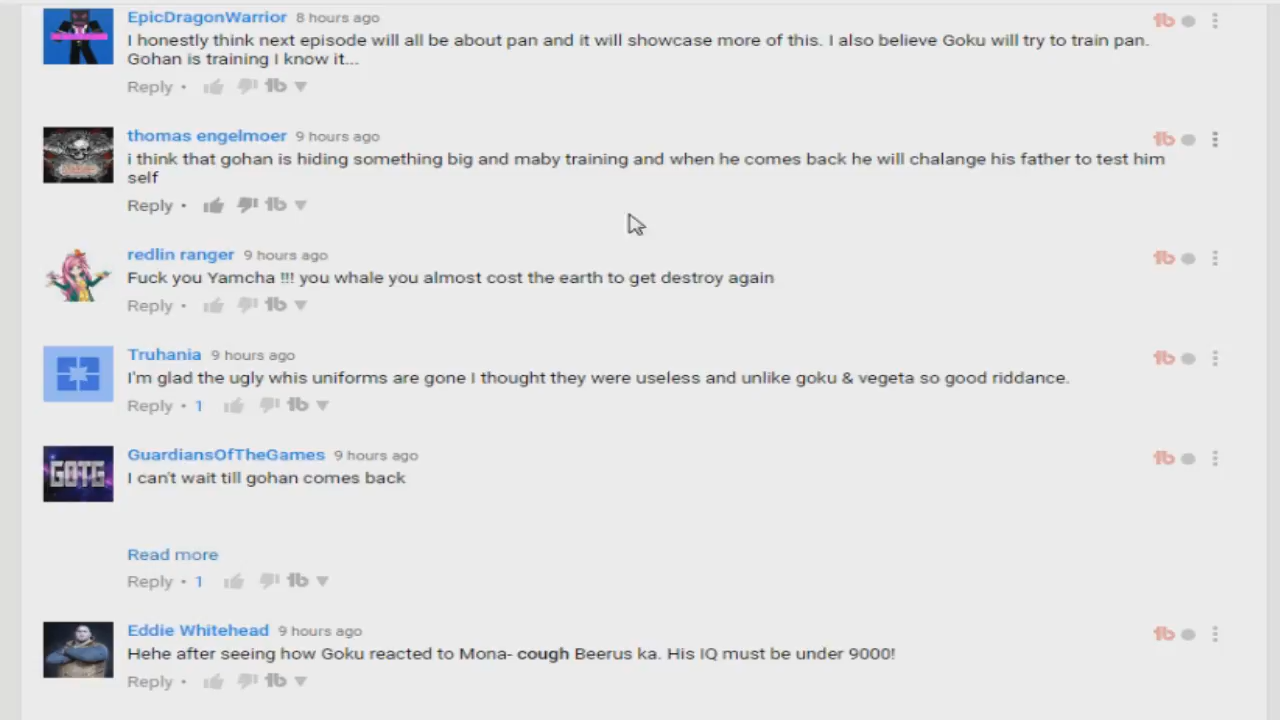 EpicDragonWarrior 8 hours ago
I honestly think next episode will all be about pan and it will showcase more of this. I also believe Goku will try to train pan.
Gohan is training I know it...
Reply •
thomas engelmoer 9 hours ago
i think that gohan is hiding something big and maby training and when he comes back he will chalange his father to test him
self
Reply •
redlin ranger 9 hours ago
Fuck you Yamcha !!! you whale you almost cost the earth to get destroy again
Reply •
Truhania 9 hours ago
I'm glad the ugly whis uniforms are gone I thought they were useless and unlike goku & vegeta so good riddance.
Reply • 1
GOTG
GuardiansOfTheGames 9 hours ago
I can't wait till gohan comes back
Read more
Reply • 1
Eddie Whitehead 9 hours ago
Hehe after seeing how Goku reacted to Mona- cough Beerus ka. His IQ must be under 9000!
Reply •